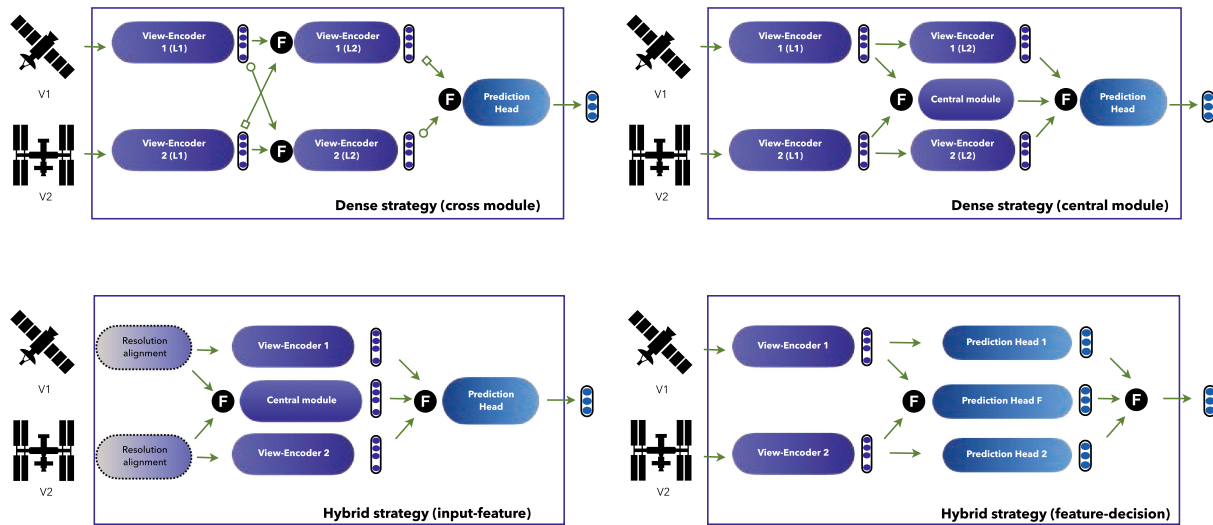 View-Encoder
1 (L1)
F
View-Encoder
1 (L2)
V1
F
Prediction
Head
View-Encoder
2 (L1)
F
View-Encoder
2 (L2)
V2
Dense strategy (cross module)
View-Encoder
1 (L1)
View-Encoder
1 (L2)
V1
F
Central module
F
Prediction
Head
View-Encoder
2 (L1)
View-Encoder
2 (L2)
V2
Dense strategy (central module)
Resolution
alignment
View-Encoder 1
V1
F
Central module
F
Prediction
Head
Resolution
alignment
View-Encoder 2
V2
Hybrid strategy (input-feature)
View-Encoder 1
Prediction Head 1
V1
F
Prediction Head F
F
View-Encoder 2
Prediction Head 2
V2
Hybrid strategy (feature-decision)